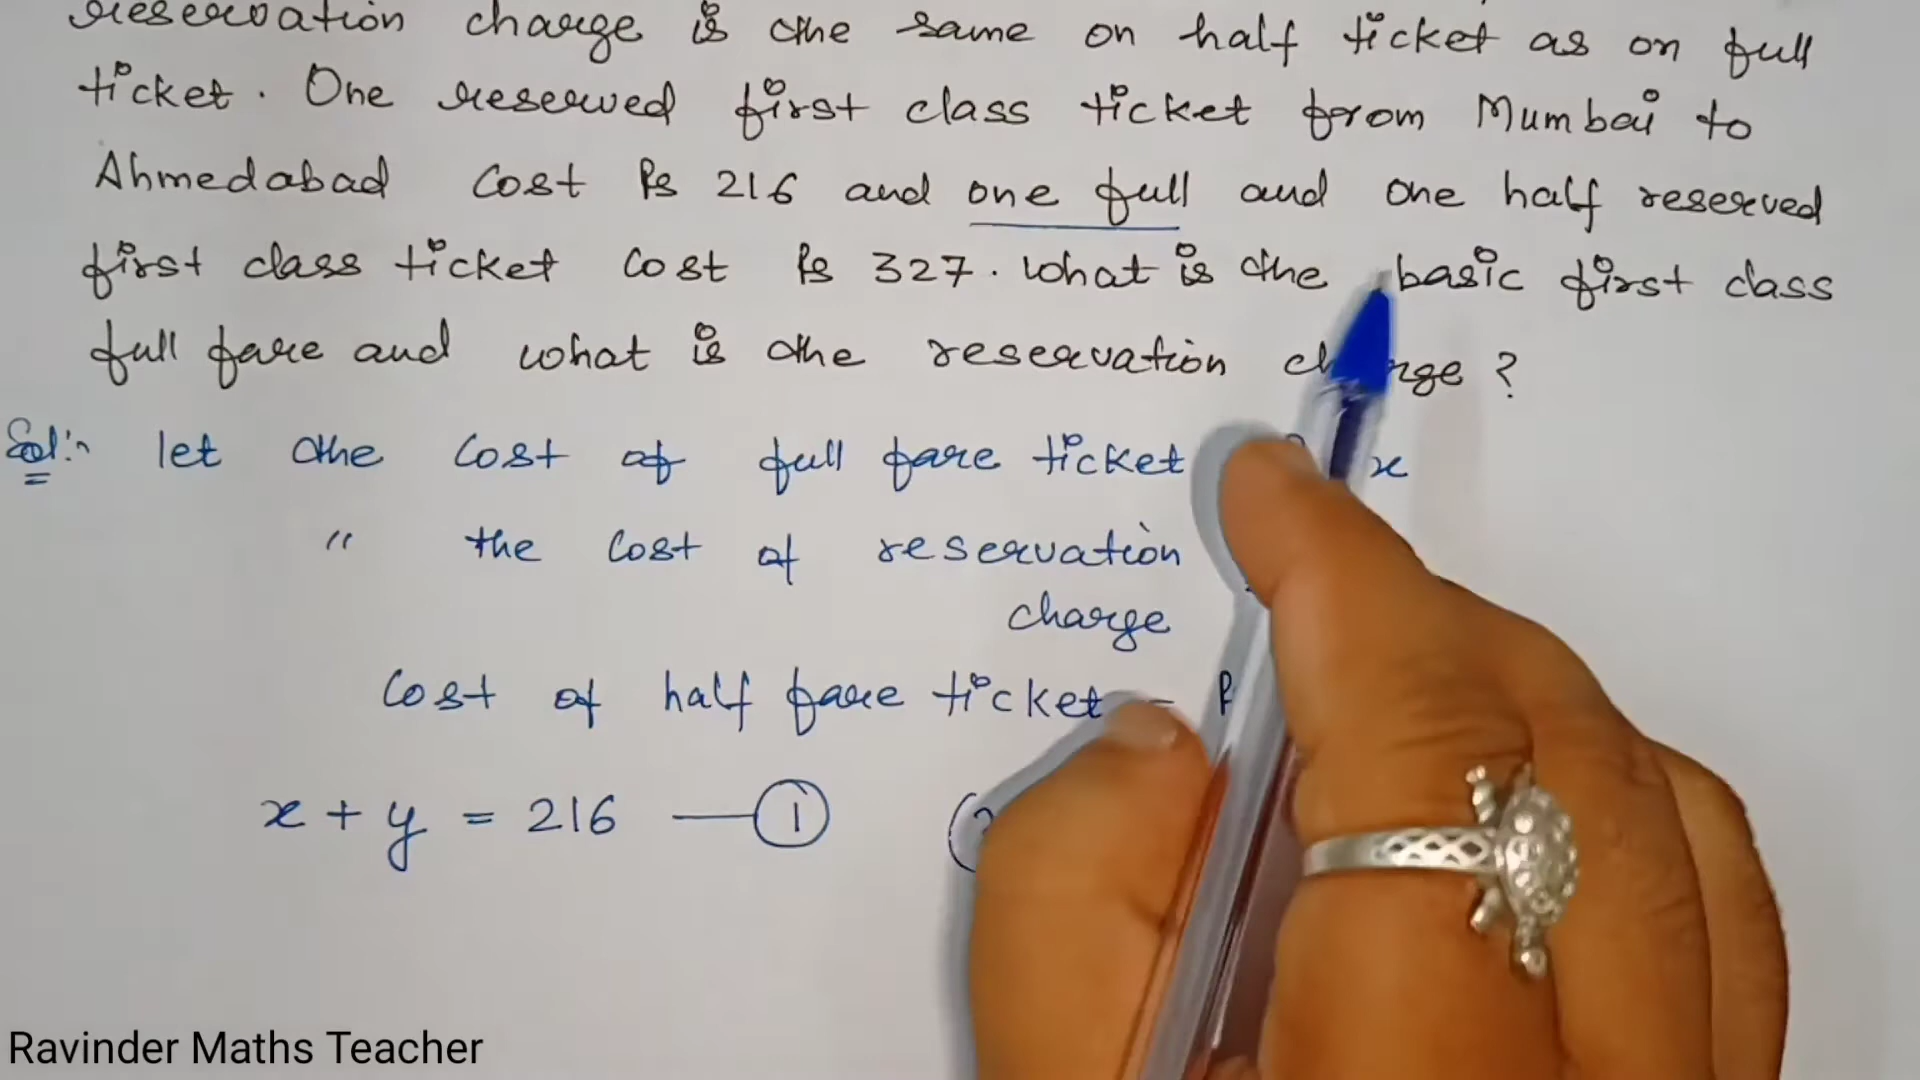 reservation charge is the same on half ticket as on full
ticket. One reserved first class ticket from Mumbai to
Ahmedabad Cost Rs 216 and one full and one half reserved
first class ticket Cost Rs 327. What is the basic first class
full fare and what is the reservation charge ?
Sol:n let the Cost of full fare ticket x
" the Cost of reservation
charge
Cost of half fare ticket -
x + y = 216 — 1
Ravinder Maths Teacher